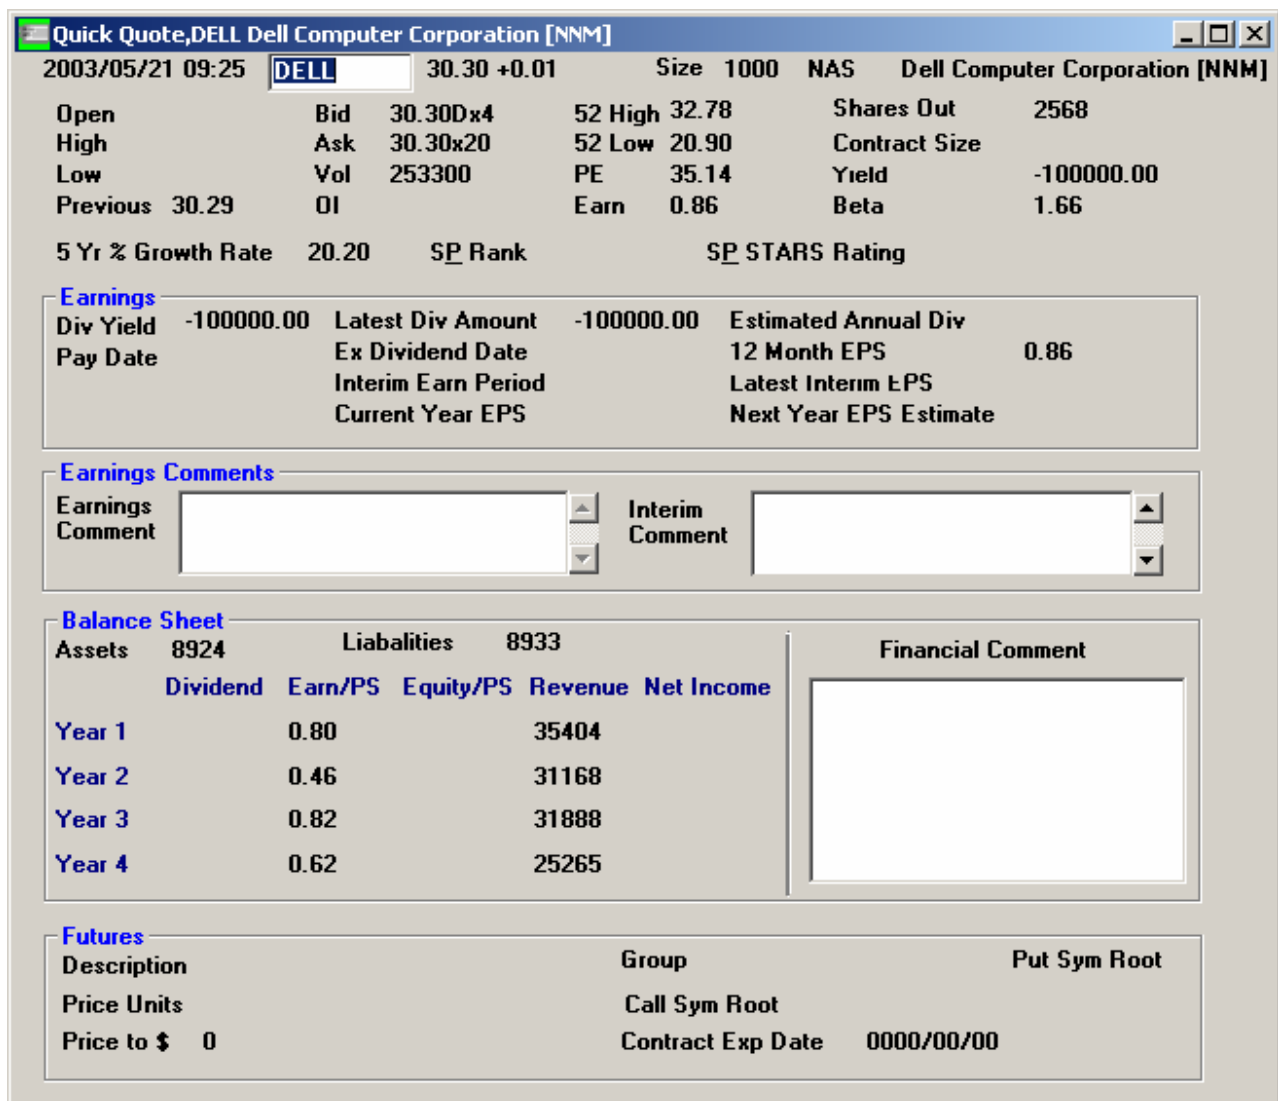 Quick Quote,DELL Dell Computer Corporation [NNM]
2003/05/21 09:25 DELL 30.30 +0.01 Size 1000 NAS Dell Computer Corporation [NNM]
Open Bid 30.30Dx4 52 High 32.78 Shares Out 2568
High Ask 30.30x20 52 Low 20.90 Contract Size
Low Vol 253300 PE 35.14 Yield -100000.00
Previous 30.29 OI Earn 0.86 Beta 1.66
5 Yr % Growth Rate 20.20 SP Rank SP STARS Rating
Earnings
Div Yield -100000.00 Latest Div Amount -100000.00 Estimated Annual Div
Pay Date Ex Dividend Date 12 Month EPS 0.86
Interim Earn Period Latest Interim EPS
Current Year EPS Next Year EPS Estimate
Earnings Comments
Earnings Comment
Interim Comment
Balance Sheet
Assets 8924 Liabalities 8933 Financial Comment
Dividend Earn/PS Equity/PS Revenue Net Income
Year 1 0.80 35404
Year 2 0.46 31168
Year 3 0.82 31888
Year 4 0.62 25265
Futures
Description Group Put Sym Root
Price Units Call Sym Root
Price to $ 0 Contract Exp Date 0000/00/00